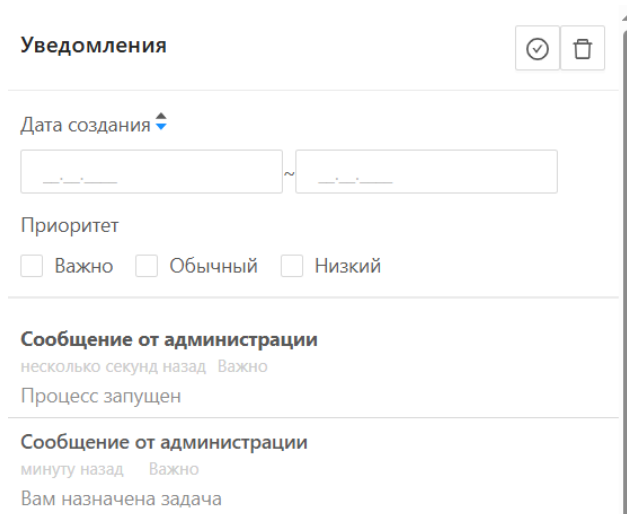 Уведомления
Дата создания
__.__.____ ~ __.__.____
Приоритет
Важно Обычный Низкий
Сообщение от администрации
несколько секунд назад Важно
Процесс запущен
Сообщение от администрации
минуту назад Важно
Вам назначена задача